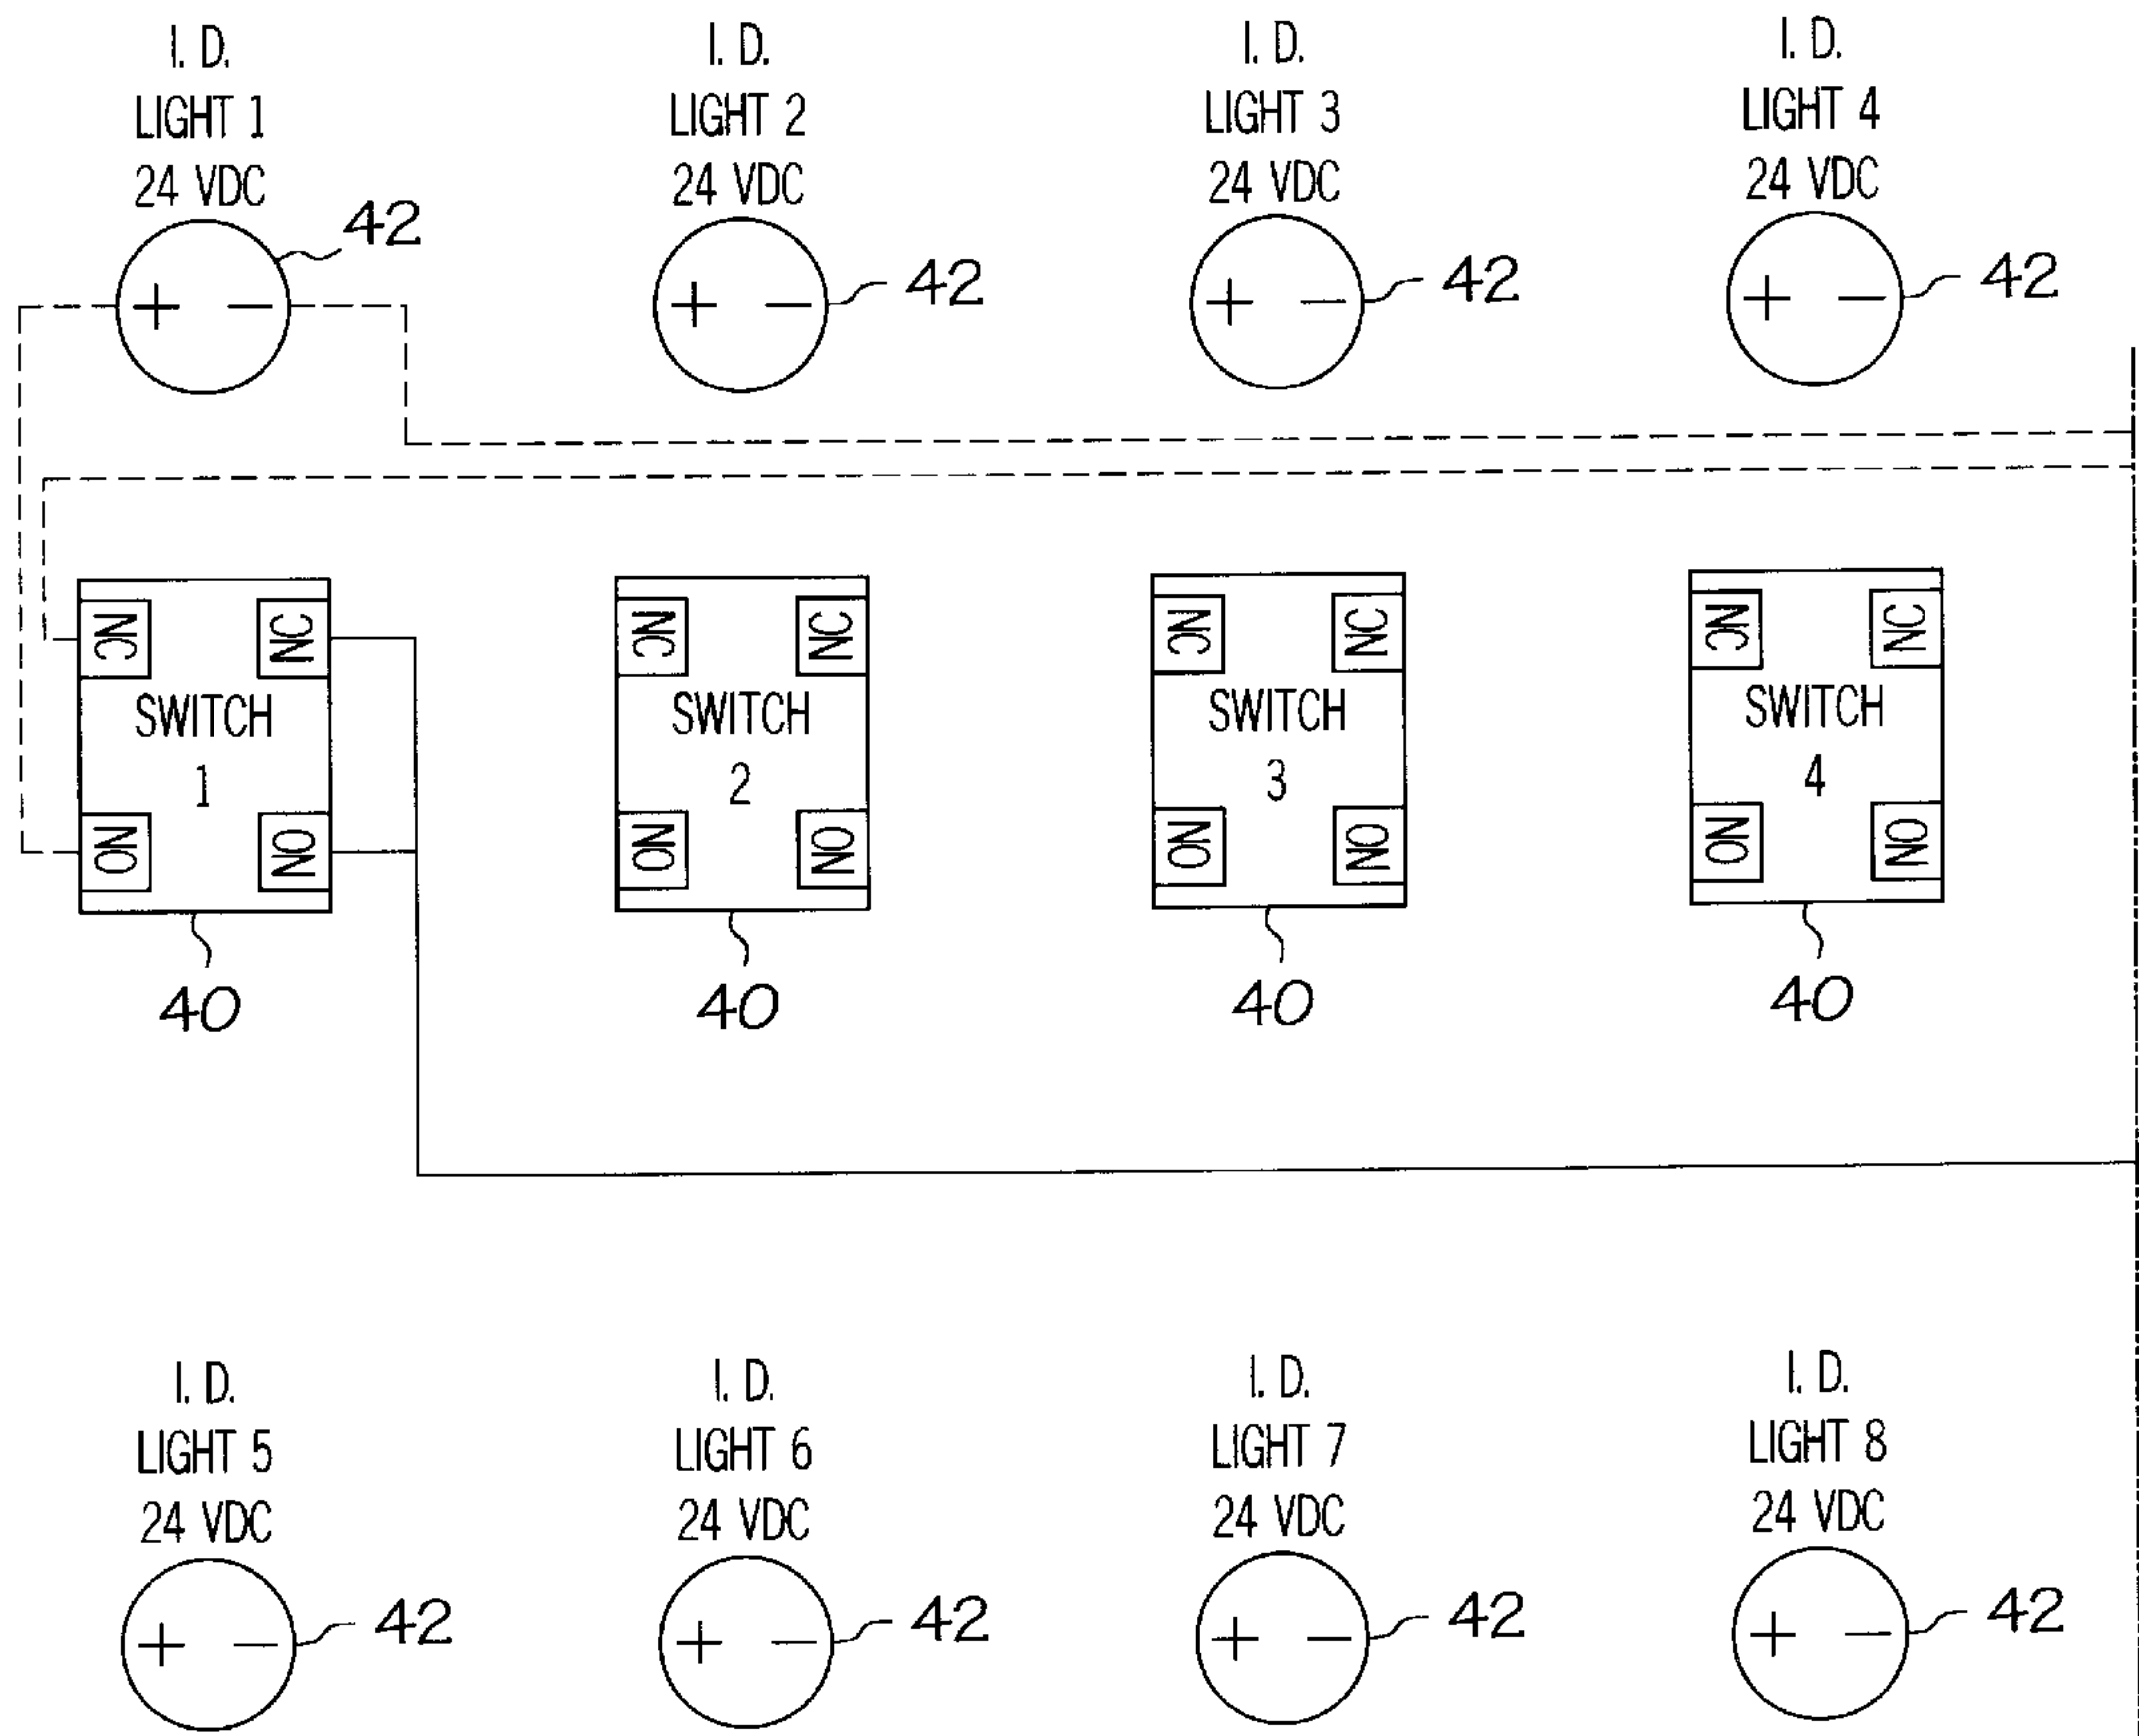 I. D.
LIGHT 1
24 VDC
+ −
42
I. D.
LIGHT 2
24 VDC
+ −
42
I. D.
LIGHT 3
24 VDC
+ −
42
I. D.
LIGHT 4
24 VDC
+ −
42
NC NC
SWITCH
1
NO NO
40
NC NC
SWITCH
2
NO NO
40
NC NC
SWITCH
3
NO NO
40
NC NC
SWITCH
4
NO NO
40
I. D.
LIGHT 5
24 VDC
+ −
42
I. D.
LIGHT 6
24 VDC
+ −
42
I. D.
LIGHT 7
24 VDC
+ −
42
I. D.
LIGHT 8
24 VDC
+ −
42